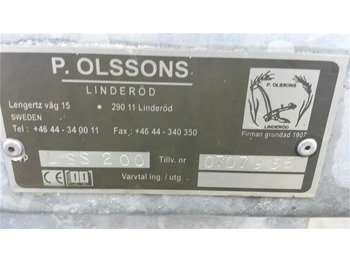 P. OLSSONS
LINDERÖD
Lengertz väg 15 • 290 11 Linderöd
SWEDEN
Tel : +46 44 - 34 00 11 Fax : +46 44 - 340 350
P. OLSSONS
LINDERÖD
Firman grundad 1907
LSS 200 Tillv. nr 0707936
CE Varvtal ing. / utg.